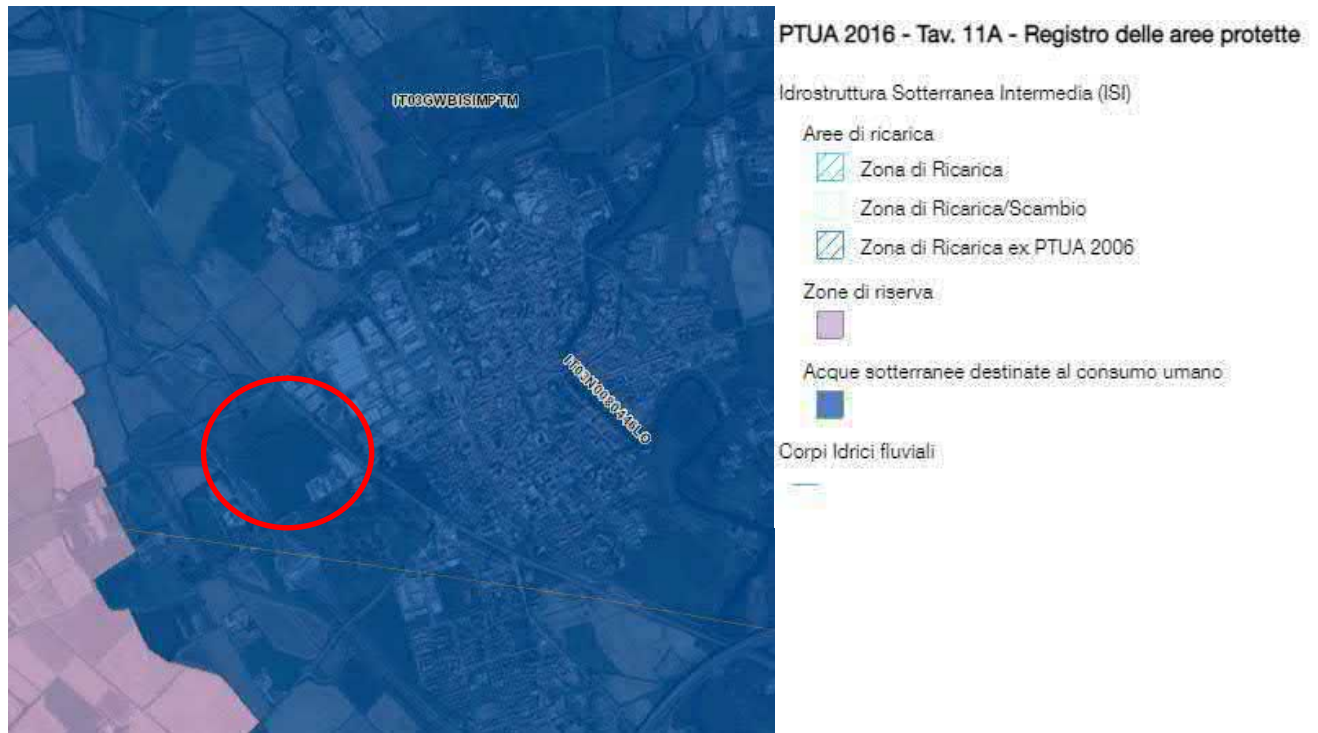 IT03GWBISIMPTM
IT03N0080446LO
PTUA 2016 - Tav. 11A - Registro delle aree protette
Idrostruttura Sotterranea Intermedia (ISI)
Aree di ricarica
Zona di Ricarica
Zona di Ricarica/Scambio
Zona di Ricarica ex PTUA 2006
Zone di riserva
Acque sotterranee destinate al consumo umano
Corpi Idrici fluviali